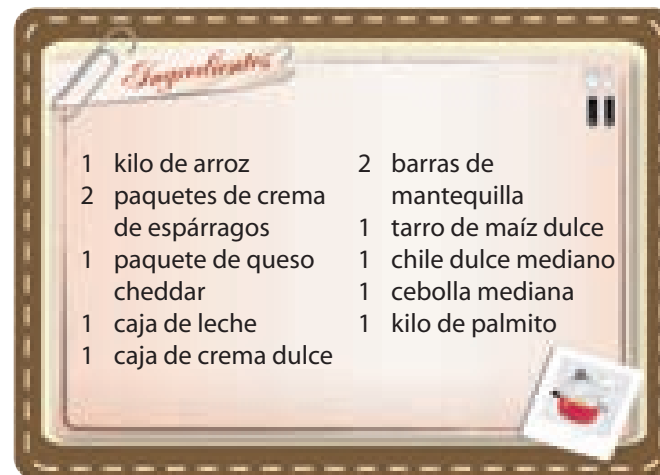 Ingredientes
1 kilo de arroz
2 paquetes de crema
de espárragos
1 paquete de queso
cheddar
1 caja de leche
1 caja de crema dulce
2 barras de
mantequilla
1 tarro de maíz dulce
1 chile dulce mediano
1 cebolla mediana
1 kilo de palmito